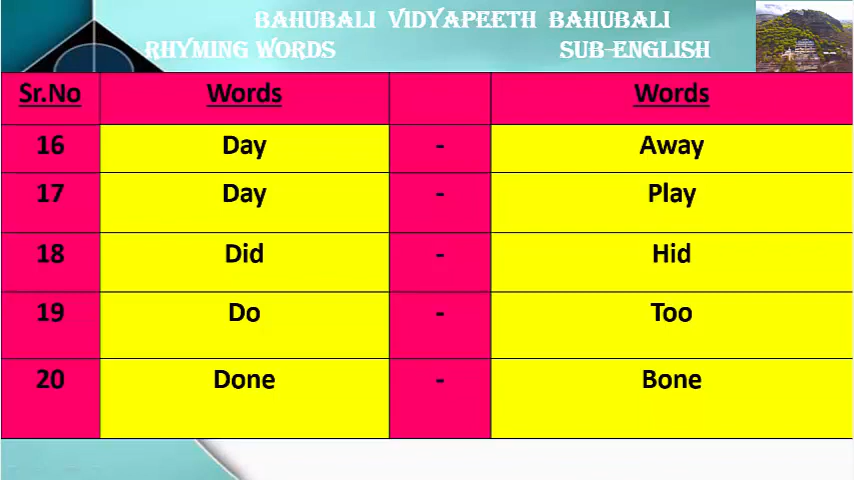 BAHUBALI VIDYAPEETH BAHUBALI
RHYMING WORDS SUB-ENGLISH
Sr.No Words Words
16 Day - Away
17 Day - Play
18 Did - Hid
19 Do - Too
20 Done - Bone